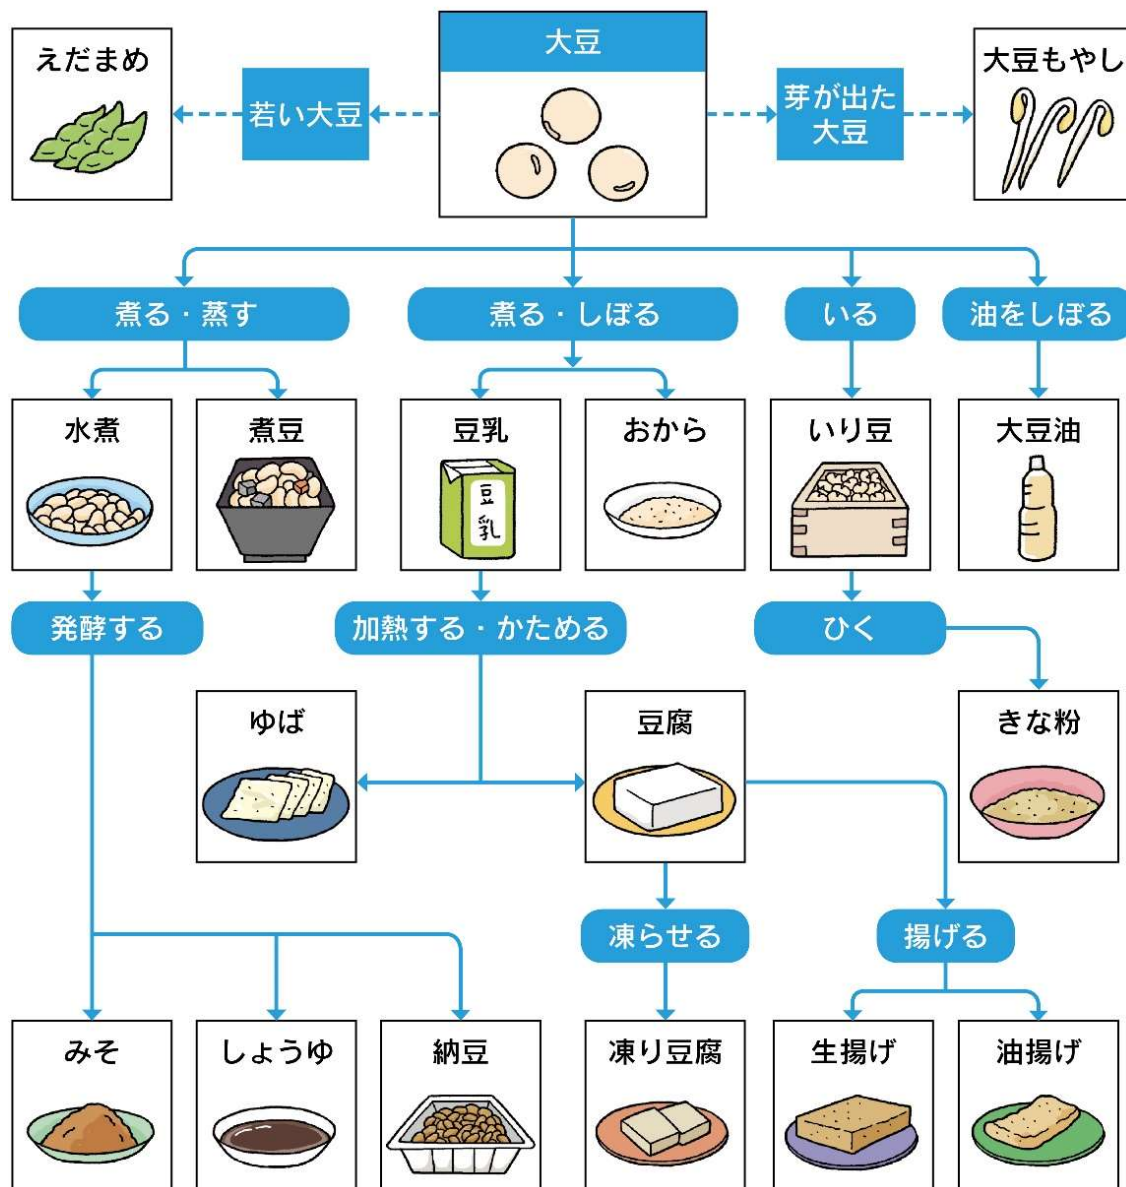 大豆
えだまめ
若い大豆
芽が出た
大豆
大豆もやし
煮る・蒸す
煮る・しぼる
いる
油をしぼる
水煮
煮豆
豆乳
豆
乳
おから
いり豆
大豆油
発酵する
加熱する・かためる
ひく
ゆば
豆腐
きな粉
凍らせる
揚げる
みそ
しょうゆ
納豆
凍り豆腐
生揚げ
油揚げ